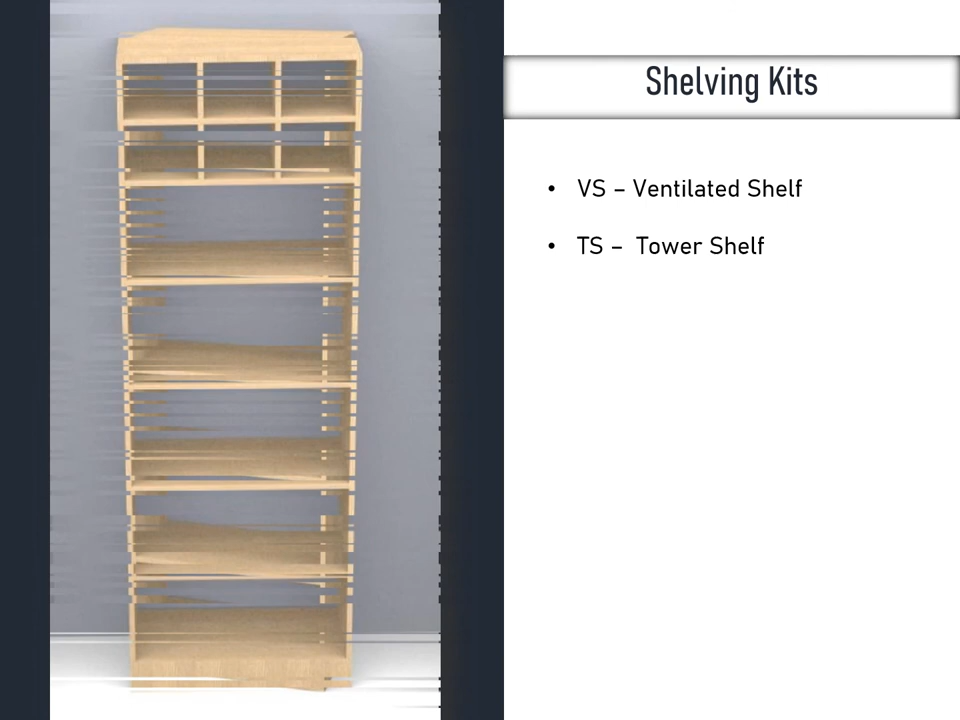 Shelving Kits
• VS – Ventilated Shelf
• TS – Tower Shelf